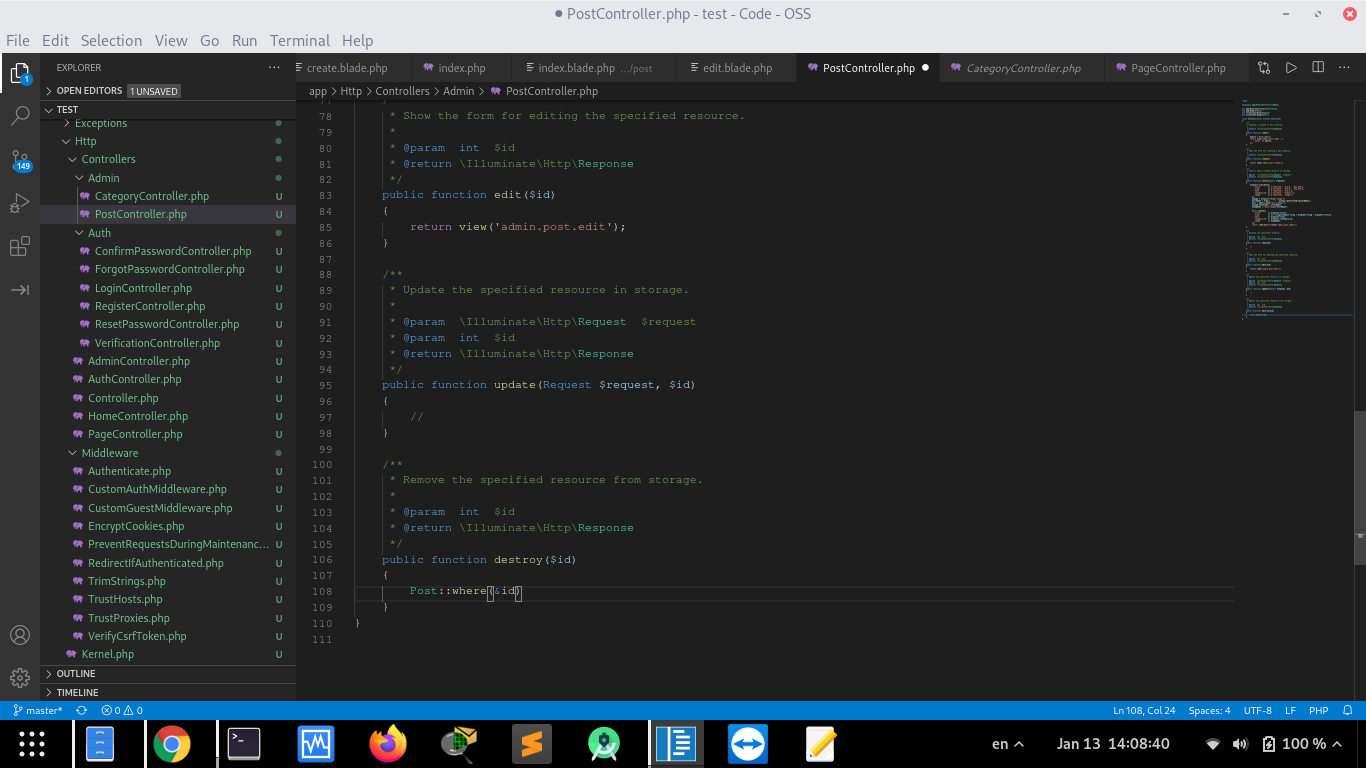 PostController.php - test - Code - OSS
File Edit Selection View Go Run Terminal Help
EXPLORER
create.blade.php index.php index.blade.php .../post edit.blade.php PostController.php CategoryController.php PageController.php
OPEN EDITORS 1 UNSAVED
app > Http > Controllers > Admin > PostController.php
TEST
Exceptions
Http
Controllers
Admin
CategoryController.php U
PostController.php U
Auth
ConfirmPasswordController.php U
ForgotPasswordController.php U
LoginController.php U
RegisterController.php U
ResetPasswordController.php U
VerificationController.php U
AdminController.php U
AuthController.php U
Controller.php U
HomeController.php U
PageController.php U
Middleware
Authenticate.php U
CustomAuthMiddleware.php U
CustomGuestMiddleware.php U
EncryptCookies.php U
PreventRequestsDuringMaintenanc... U
RedirectIfAuthenticated.php U
TrimStrings.php U
TrustHosts.php U
TrustProxies.php U
VerifyCsrfToken.php U
Kernel.php U
OUTLINE
TIMELINE
1
149
78 * Show the form for editing the specified resource.
79 *
80 * @param int $id
81 * @return \Illuminate\Http\Response
82 */
83 public function edit($id)
84 {
85 return view('admin.post.edit');
86 }
87
88 /**
89 * Update the specified resource in storage.
90 *
91 * @param \Illuminate\Http\Request $request
92 * @param int $id
93 * @return \Illuminate\Http\Response
94 */
95 public function update(Request $request, $id)
96 {
97 //
98 }
99
100 /**
101 * Remove the specified resource from storage.
102 *
103 * @param int $id
104 * @return \Illuminate\Http\Response
105 */
106 public function destroy($id)
107 {
108 Post::where(&id)
109 }
110 }
111
master* 0 0 Ln 108, Col 24 Spaces: 4 UTF-8 LF PHP
en Jan 13 14:08:40 100 %